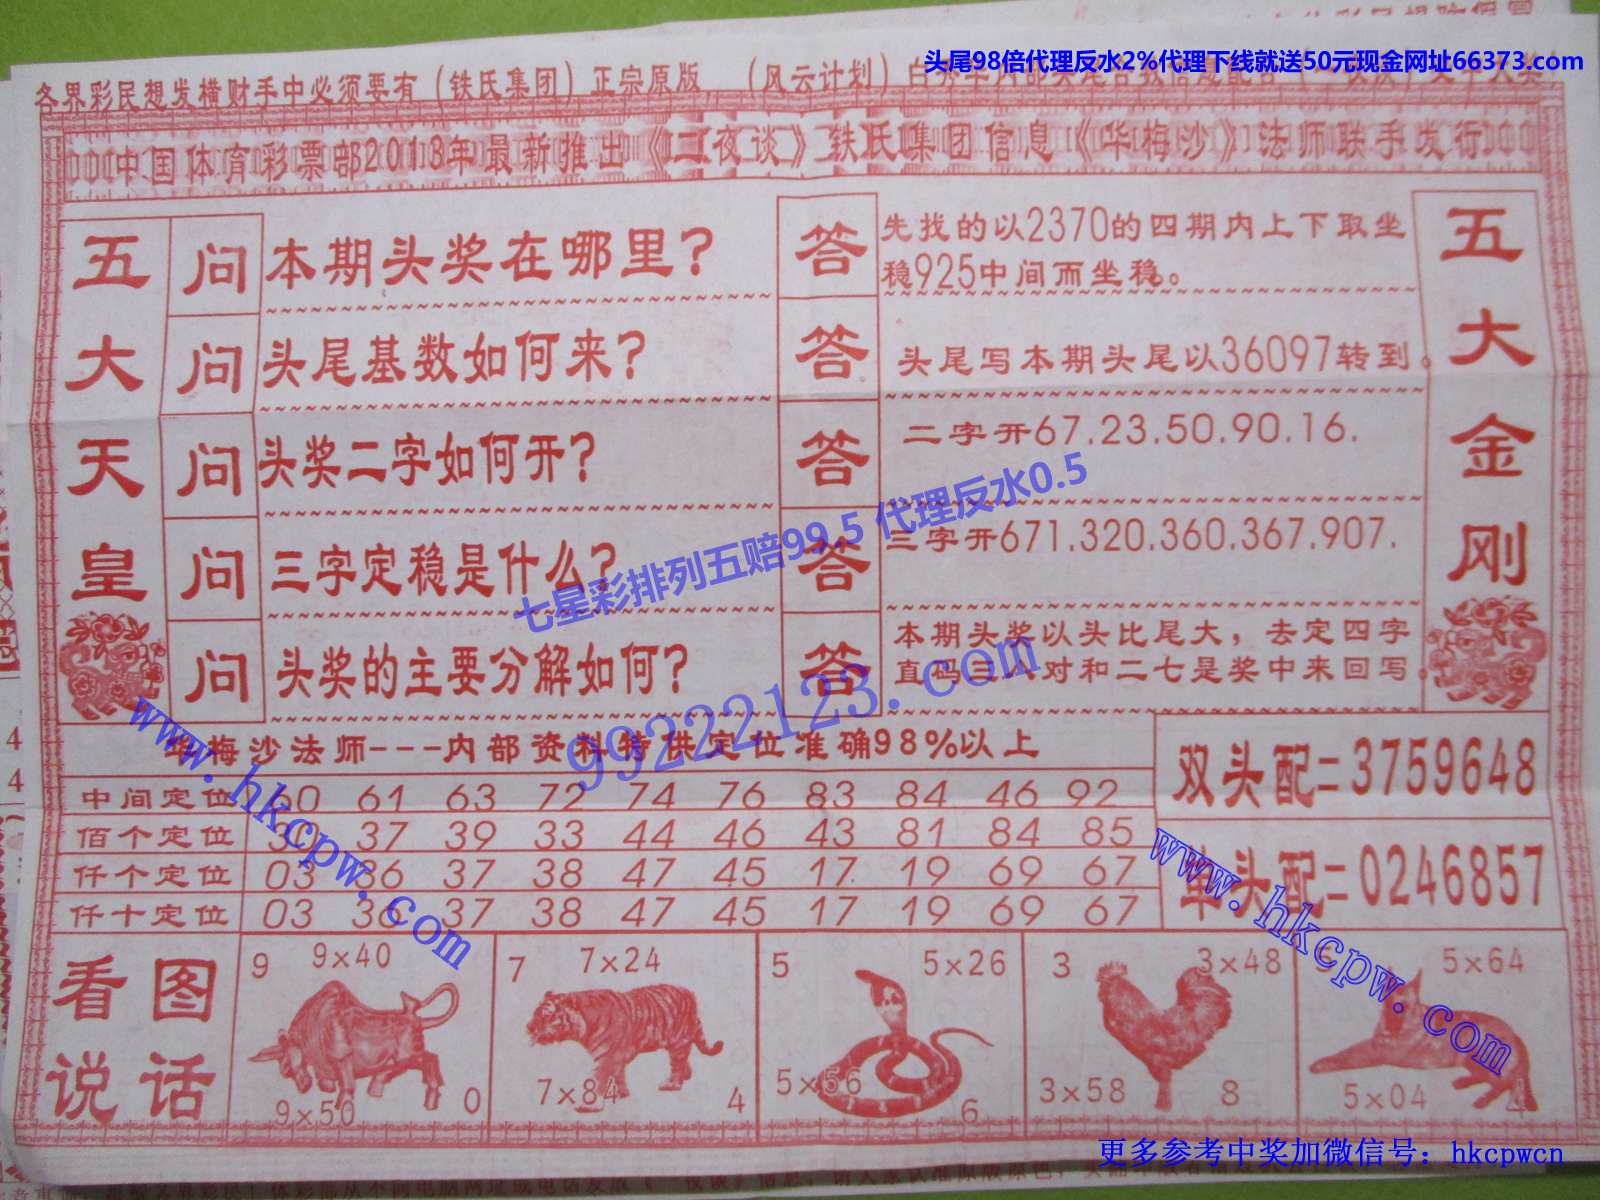 头尾98倍代理反水2%代理下线就送50元现金网址66373.com
各界彩民想发横财手中必须要有（铁氏集团）正宗原版 （风云计划）
中国体育彩票部2013年最新推出《二夜谈》铁氏集团信息《华梅沙》法师联手发行
五大天皇
问 本期头奖在哪里？
答 先找的以2370的四期内上下取坐
稳925中间而坐稳。
问 头尾基数如何来？
答 头尾写本期头尾以36097转到。
问 头奖二字如何开？
答 二字开67.23.50.90.16.
问 三字定稳是什么？
答 三字开671.320.360.367.907.
问 头奖的主要分解如何？
答 本期头奖以头比尾大，去定四字
直码三八对和二七是奖中来回写。
五大金刚
七星彩排列五赔99.5 代理反水0.5
99222123.com
www.hkcpw.com
华梅沙法师---内部资料特供定位准确98%以上
中间定位 60 61 63 72 74 76 83 84 46 92
佰个定位 37 39 33 44 46 43 81 84 85
仟个定位 03 36 37 38 47 45 17 19 69 67
仟十定位 03 36 37 38 47 45 17 19 69 67
双头配=3759648
单头配=0246857
www.hkcpw.com
看图
说话
9 9×40
9×50 0
7 7×24
7×84 4
5 5×26
5×66 6
3 3×48
3×58 8
5×64
5×04 4
更多参考中奖加微信号：hkcpwcn